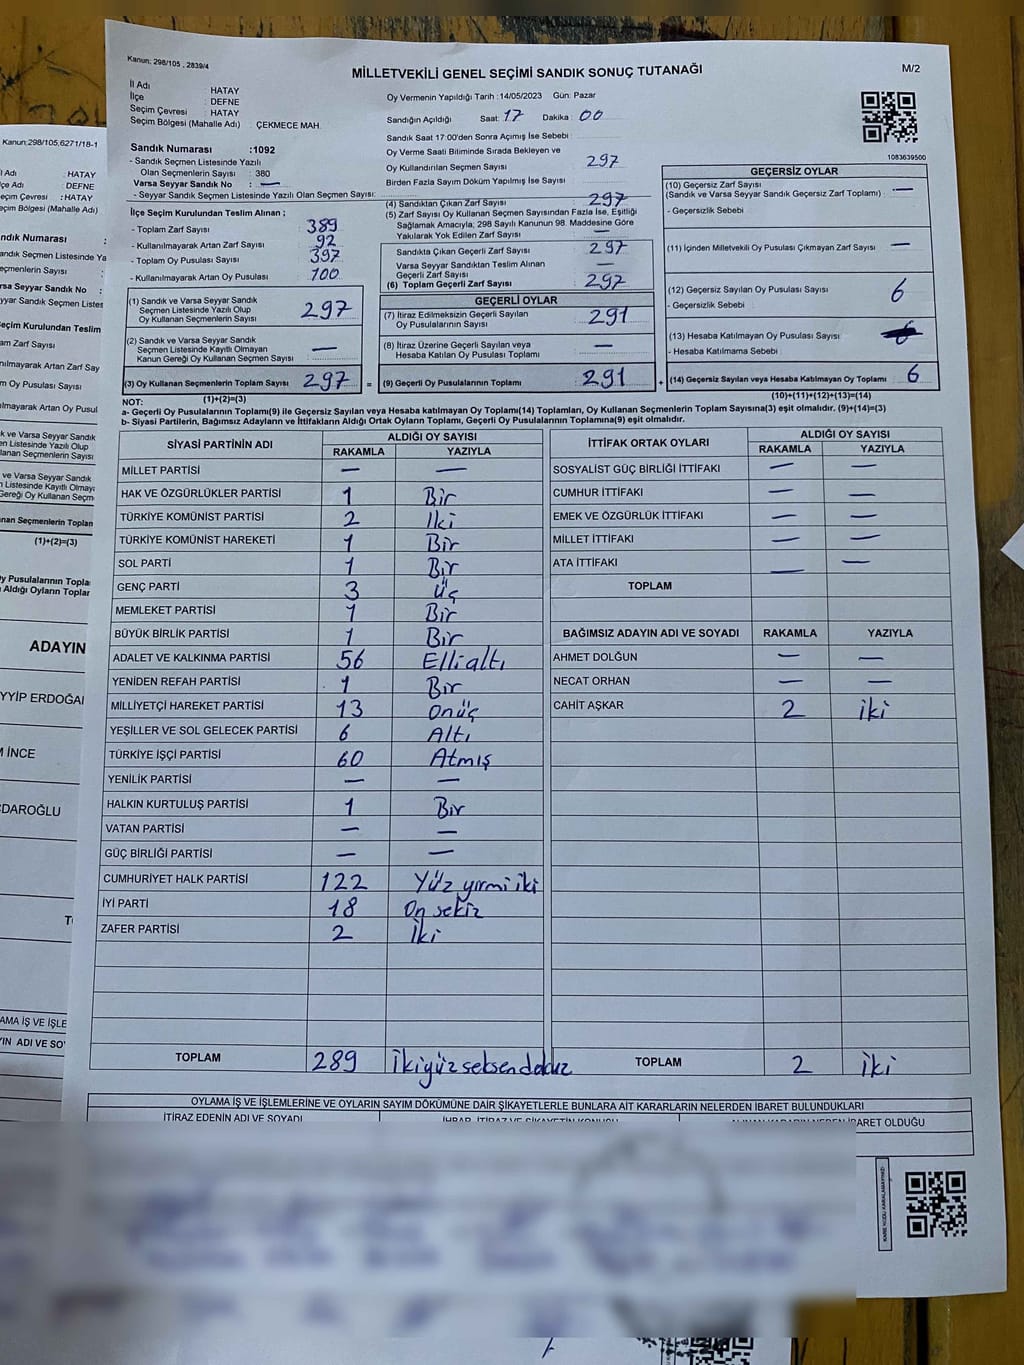 Kanun: 298/105 , 2839/4
MİLLETVEKİLİ GENEL SEÇİMİ SANDIK SONUÇ TUTANAĞI
M/2
İl Adı HATAY
İlçe : DEFNE
Seçim Çevresi : HATAY
Seçim Bölgesi (Mahalle Adı) : ÇEKMECE MAH.
Oy Vermenin Yapıldığı Tarih :14/05/2023 Gün: Pazar
Sandığın Açıldığı Saat: 17 Dakika : 00
Sandık Saat 17:00'den Sonra Açımış İse Sebebi :
Oy Verme Saati Bitiminde Sırada Bekleyen ve
Oy Kullandırılan Seçmen Sayısı 297
Birden Fazla Sayım Döküm Yapılmış İse Sayısı
1083639500
Sandık Numarası :1092
- Sandık Seçmen Listesinde Yazılı
Olan Seçmenlerin Sayısı : 380
Varsa Seyyar Sandık No : —
- Seyyar Sandık Seçmen Listesinde Yazılı Olan Seçmen Sayısı:
İlçe Seçim Kurulundan Teslim Alınan ;
- Toplam Zarf Sayısı 389
- Kullanılmayarak Artan Zarf Sayısı 92
- Toplam Oy Pusulası Sayısı 397
- Kullanılmayarak Artan Oy Pusulası 100
(1) Sandık ve Varsa Seyyar Sandık
Seçmen Listesinde Yazılı Olup
Oy Kullanan Seçmenlerin Sayısı 297
(2) Sandık ve Varsa Seyyar Sandık
Seçmen Listesinde Kayıtlı Olmayan
Kanun Gereği Oy Kullanan Seçmen Sayısı —
(3) Oy Kullanan Seçmenlerin Toplam Sayısı 297 =
(1)+(2)=(3)
(4) Sandıktan Çıkan Zarf Sayısı 297
(5) Zarf Sayısı Oy Kullanan Seçmen Sayısından Fazla İse, Eşitliği
Sağlamak Amacıyla; 298 Sayılı Kanunun 98. Maddesine Göre
Yakılarak Yok Edilen Zarf Sayısı —
Sandıkta Çıkan Geçerli Zarf Sayısı 297
Varsa Seyyar Sandıktan Teslim Alınan
Geçerli Zarf Sayısı —
(6) Toplam Geçerli Zarf Sayısı 297
GEÇERLİ OYLAR
(7) İtiraz Edilmeksizin Geçerli Sayılan
Oy Pusulalarının Sayısı 291
(8) İtiraz Üzerine Geçerli Sayılan veya
Hesaba Katılan Oy Pusulası Toplamı —
(9) Geçerli Oy Pusulalarının Toplamı 291 +
GEÇERSİZ OYLAR
(10) Geçersiz Zarf Sayısı —
(Sandık ve Varsa Seyyar Sandık Geçersiz Zarf Toplamı)
- Geçersizlik Sebebi
(11) İçinden Milletvekili Oy Pusulası Çıkmayan Zarf Sayısı —
(12) Geçersiz Sayılan Oy Pusulası Sayısı 6
- Geçersizlik Sebebi
(13) Hesaba Katılmayan Oy Pusulası Sayısı
- Hesaba Katılmama Sebebi
(14) Geçersiz Sayılan veya Hesaba Katılmayan Oy Toplamı 6
(10)+(11)+(12)+(13)=(14)
NOT:
a- Geçerli Oy Pusulalarının Toplamı(9) ile Geçersiz Sayılan veya Hesaba katılmayan Oy Toplamı(14) Toplamları, Oy Kullanan Seçmenlerin Toplam Sayısına(3) eşit olmalıdır. (9)+(14)=(3)
b- Siyasi Partilerin, Bağımsız Adayların ve İttifakların Aldığı Ortak Oyların Toplamı, Geçerli Oy Pusulalarının Toplamına(9) eşit olmalıdır.
SİYASİ PARTİNİN ADI ALDIĞI OY SAYISI
RAKAMLA YAZIYLA
MİLLET PARTİSİ — —
HAK VE ÖZGÜRLÜKLER PARTİSİ 1 Bir
TÜRKİYE KOMÜNİST PARTİSİ 2 İki
TÜRKİYE KOMÜNİST HAREKETİ 1 Bir
SOL PARTİ 1 Bir
GENÇ PARTİ 3 Üç
MEMLEKET PARTİSİ 1 Bir
BÜYÜK BİRLİK PARTİSİ 1 Bir
ADALET VE KALKINMA PARTİSİ 56 Elli altı
YENİDEN REFAH PARTİSİ 1 Bir
MİLLİYETÇİ HAREKET PARTİSİ 13 Onüç
YEŞİLLER VE SOL GELECEK PARTİSİ 6 Altı
TÜRKİYE İŞÇİ PARTİSİ 60 Atmış
YENİLİK PARTİSİ — —
HALKIN KURTULUŞ PARTİSİ 1 Bir
VATAN PARTİSİ — —
GÜÇ BİRLİĞİ PARTİSİ — —
CUMHURİYET HALK PARTİSİ 122 Yüz yırmi iki
İYİ PARTİ 18 On sekiz
ZAFER PARTİSİ 2 İki
TOPLAM 289 İkiyüz seksen dokuz
İTTİFAK ORTAK OYLARI ALDIĞI OY SAYISI
RAKAMLA YAZIYLA
SOSYALİST GÜÇ BİRLİĞİ İTTİFAKI — —
CUMHUR İTTİFAKI — —
EMEK VE ÖZGÜRLÜK İTTİFAKI — —
MİLLET İTTİFAKI — —
ATA İTTİFAKI — —
TOPLAM
BAĞIMSIZ ADAYIN ADI VE SOYADI RAKAMLA YAZIYLA
AHMET DOLĞUN — —
NECAT ORHAN — —
CAHİT AŞKAR 2 iki
TOPLAM 2 iki
OYLAMA İŞ VE İŞLEMLERİNE VE OYLARIN SAYIM DÖKÜMÜNE DAİR ŞİKAYETLERLE BUNLARA AİT KARARLARIN NELERDEN İBARET BULUNDUKLARI
İTİRAZ EDENİN ADI VE SOYADI
İBARET OLDUĞU
Kanun:298/105,6271/18-1
: HATAY
: DEFNE
: HATAY
ADAYIN
M İNCE